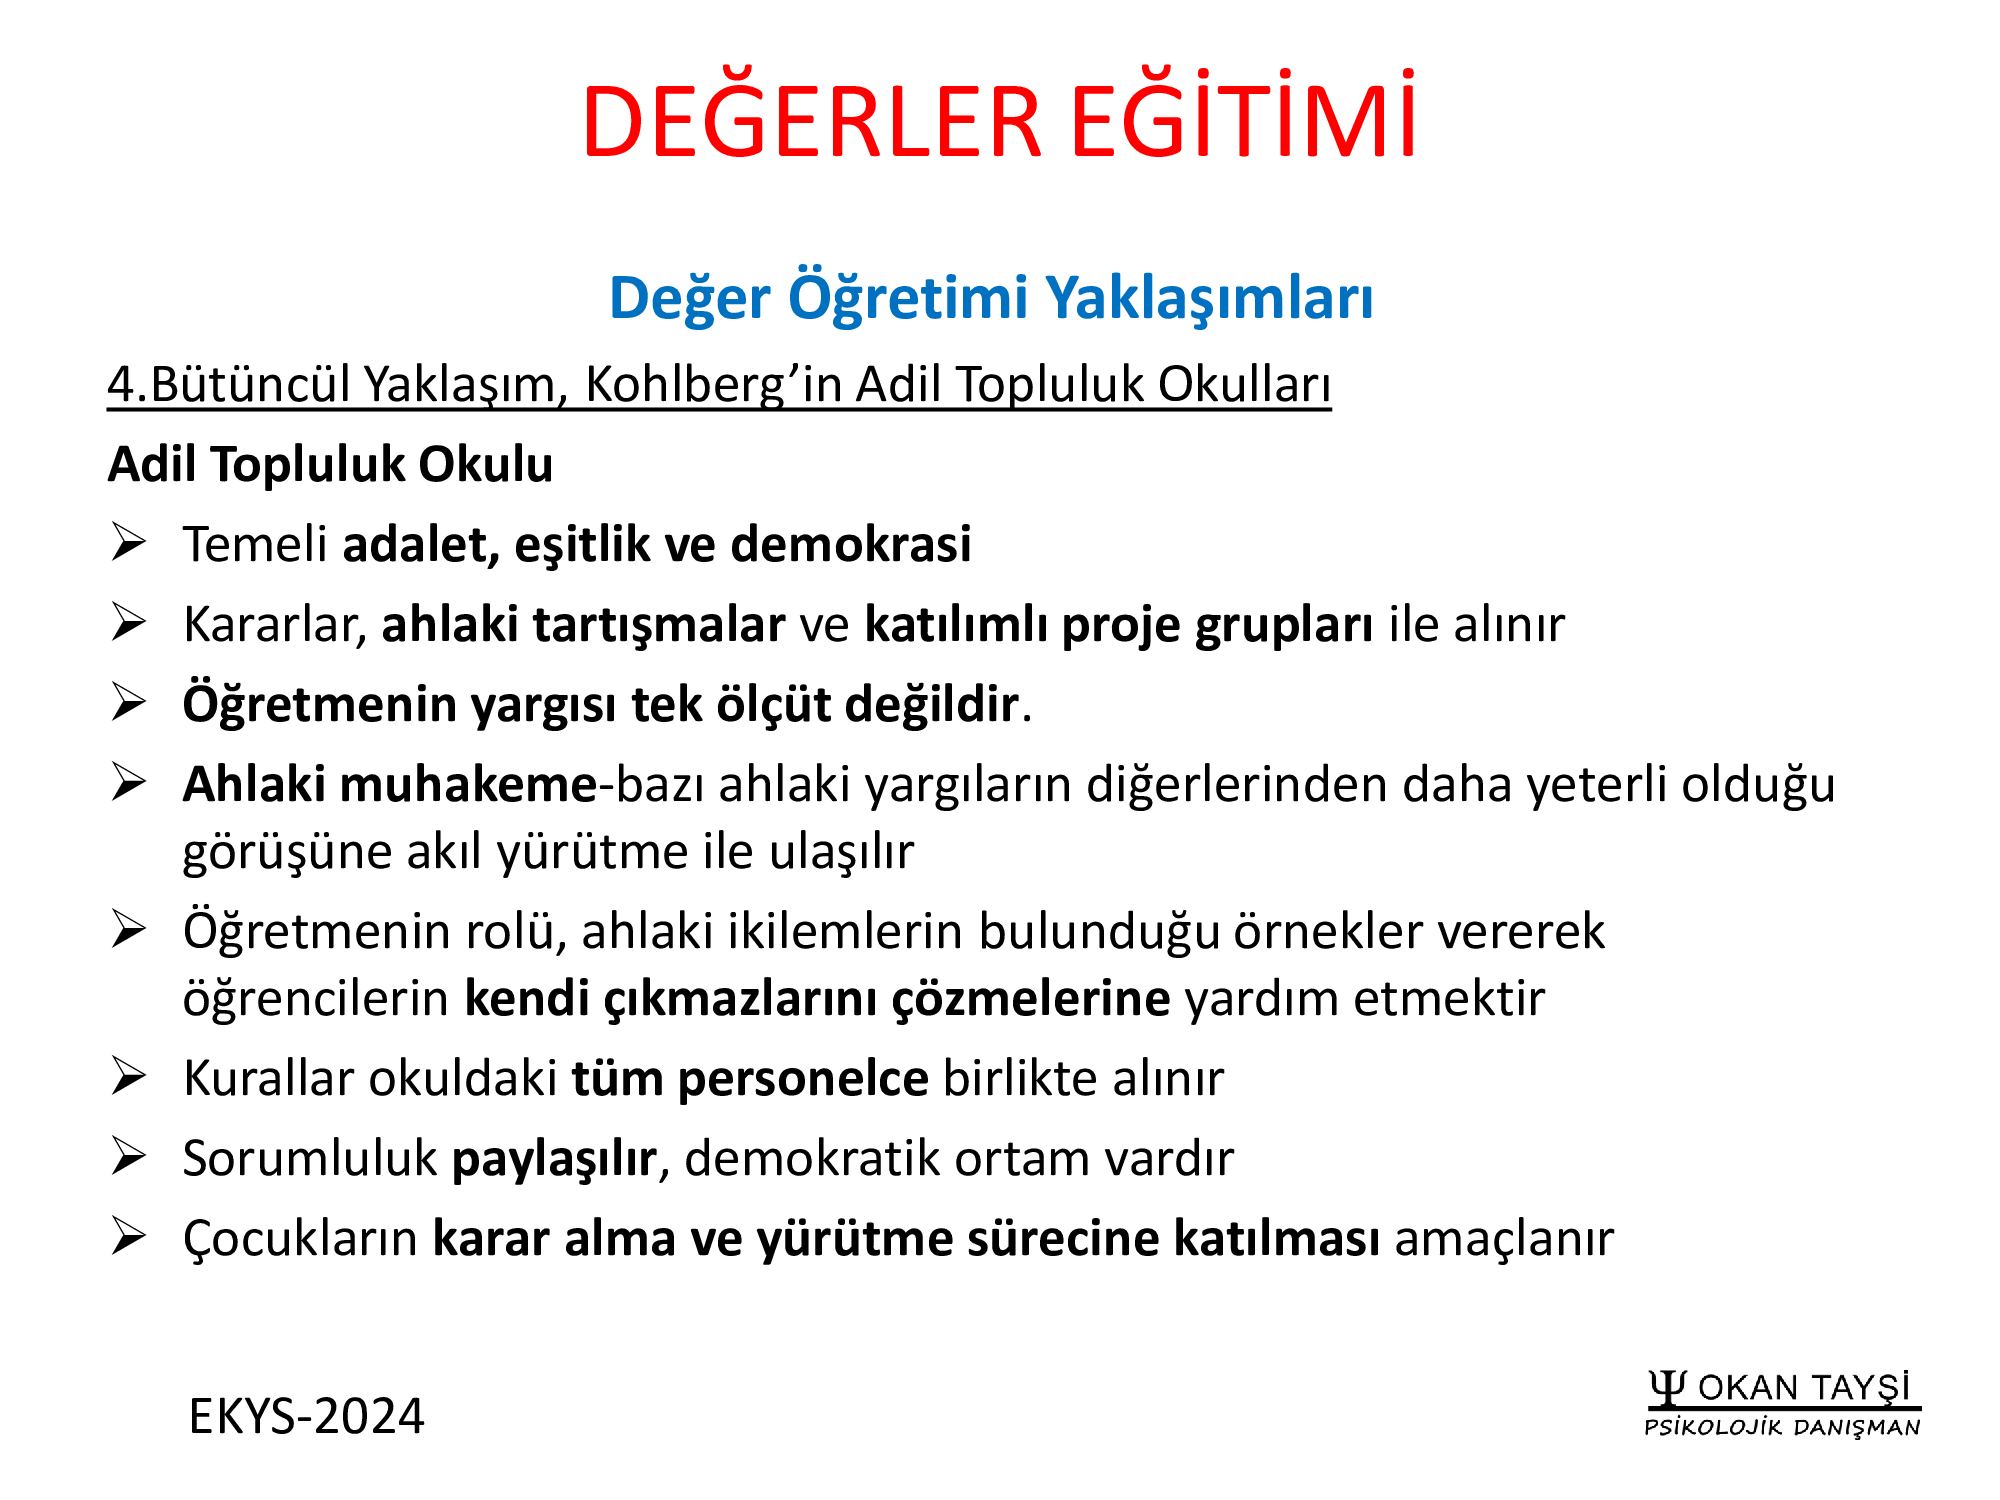 DEĞERLER EĞİTİMİ
Değer Öğretimi Yaklaşımları
4.Bütüncül Yaklaşım, Kohlberg’in Adil Topluluk Okulları
Adil Topluluk Okulu
➢ Temeli adalet, eşitlik ve demokrasi
➢ Kararlar, ahlaki tartışmalar ve katılımlı proje grupları ile alınır
➢ Öğretmenin yargısı tek ölçüt değildir.
➢ Ahlaki muhakeme-bazı ahlaki yargıların diğerlerinden daha yeterli olduğu
görüşüne akıl yürütme ile ulaşılır
➢ Öğretmenin rolü, ahlaki ikilemlerin bulunduğu örnekler vererek
öğrencilerin kendi çıkmazlarını çözmelerine yardım etmektir
➢ Kurallar okuldaki tüm personelce birlikte alınır
➢ Sorumluluk paylaşılır, demokratik ortam vardır
➢ Çocukların karar alma ve yürütme sürecine katılması amaçlanır
EKYS-2024
Ψ OKAN TAYŞİ
PSİKOLOJİK DANIŞMAN